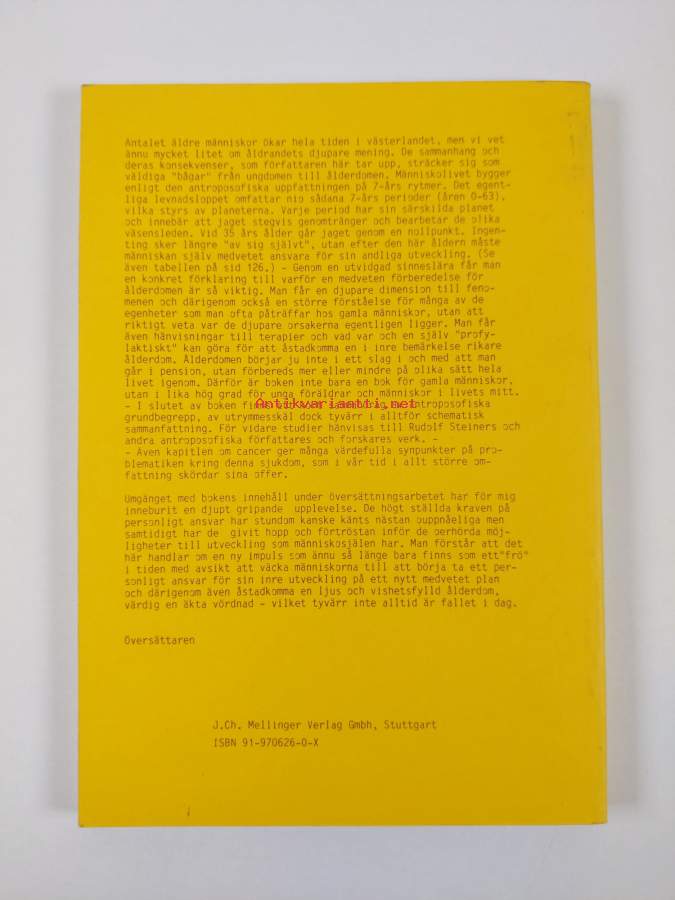 Antalet äldre människor ökar hela tiden i västerlandet, men vi vet
ännu mycket litet om åldrandets djupare mening. De sammanhang och
deras konsekvenser, som författaren här tar upp, sträcker sig som
väldiga "bågar" från ungdomen till ålderdomen. Människolivet bygger
enligt den antroposofiska uppfattningen på 7-års rytmer. Det egent-
liga levnadsloppet omfattar nio sådana 7-års perioder (åren 0-63),
vilka styrs av planeterna. Varje period har sin särskilda planet
och innebär att jaget stegvis genomtränger och bearbetar de olika
väsensleden. Vid 35 års ålder går jaget genom en nollpunkt. Ingen-
ting sker längre "av sig självt", utan efter den här åldern måste
människan själv medvetet ansvara för sin andliga utveckling. (Se
även tabellen på sid 126.) - Genom en utvidgad sinneslära får man
en konkret förklaring till varför en medveten förberedelse för
ålderdomen är så viktig. Man får en djupare dimension till feno-
menen och därigenom också en större förståelse för många av de
egenheter som man ofta påträffar hos gamla människor, utan att
riktigt veta var de djupare orsakerna egentligen ligger. Man får
även hänvisningar till terapier och vad var och en själv "profy-
laktiskt" kan göra för att åstadkomma en i inre bemärkelse rikare
ålderdom. Ålderdomen börjar ju inte i ett slag i och med att man
går i pension, utan förbereds mer eller mindre på olika sätt hela
livet igenom. Därför är boken inte bara en bok för gamla människor,
utan i lika hög grad för unga föräldrar och människor i livets mitt.
- I slutet av boken antroposofiska
Antikvariaatti.net
grundbegrepp, av utrymmesskäl dock tyvärr i alltför schematisk
sammanfattning. För vidare studier hänvisas till Rudolf Steiners och
andra antroposofiska författares och forskares verk. -
- Även kapitlen om cancer ger många värdefulla synpunkter på pro-
blematiken kring denna sjukdom, som i vår tid i allt större om-
fattning skördar sina offer.
Umgänget med bokens innehåll under översättningsarbetet har för mig
inneburit en djupt gripande upplevelse. De högt ställda kraven på
personligt ansvar har stundom kanske känts nästan ouppnåeliga men
samtidigt har de givit hopp och förtröstan inför de oerhörda möj-
ligheter till utveckling som människosjälen har. Man förstår att det
här handlar om en ny impuls som ännu så länge bara finns som ett"frö"
i tiden med avsikt att väcka människorna till att börja ta ett per-
sonligt ansvar för sin inre utveckling på ett nytt medvetet plan
och därigenom även åstadkomma en ljus och vishetsfylld ålderdom,
värdig en äkta vördnad - vilket tyvärr inte alltid är fallet i dag.
Översättaren
J.Ch. Mellinger Verlag Gmbh, Stuttgart
ISBN 91-970626-0-X